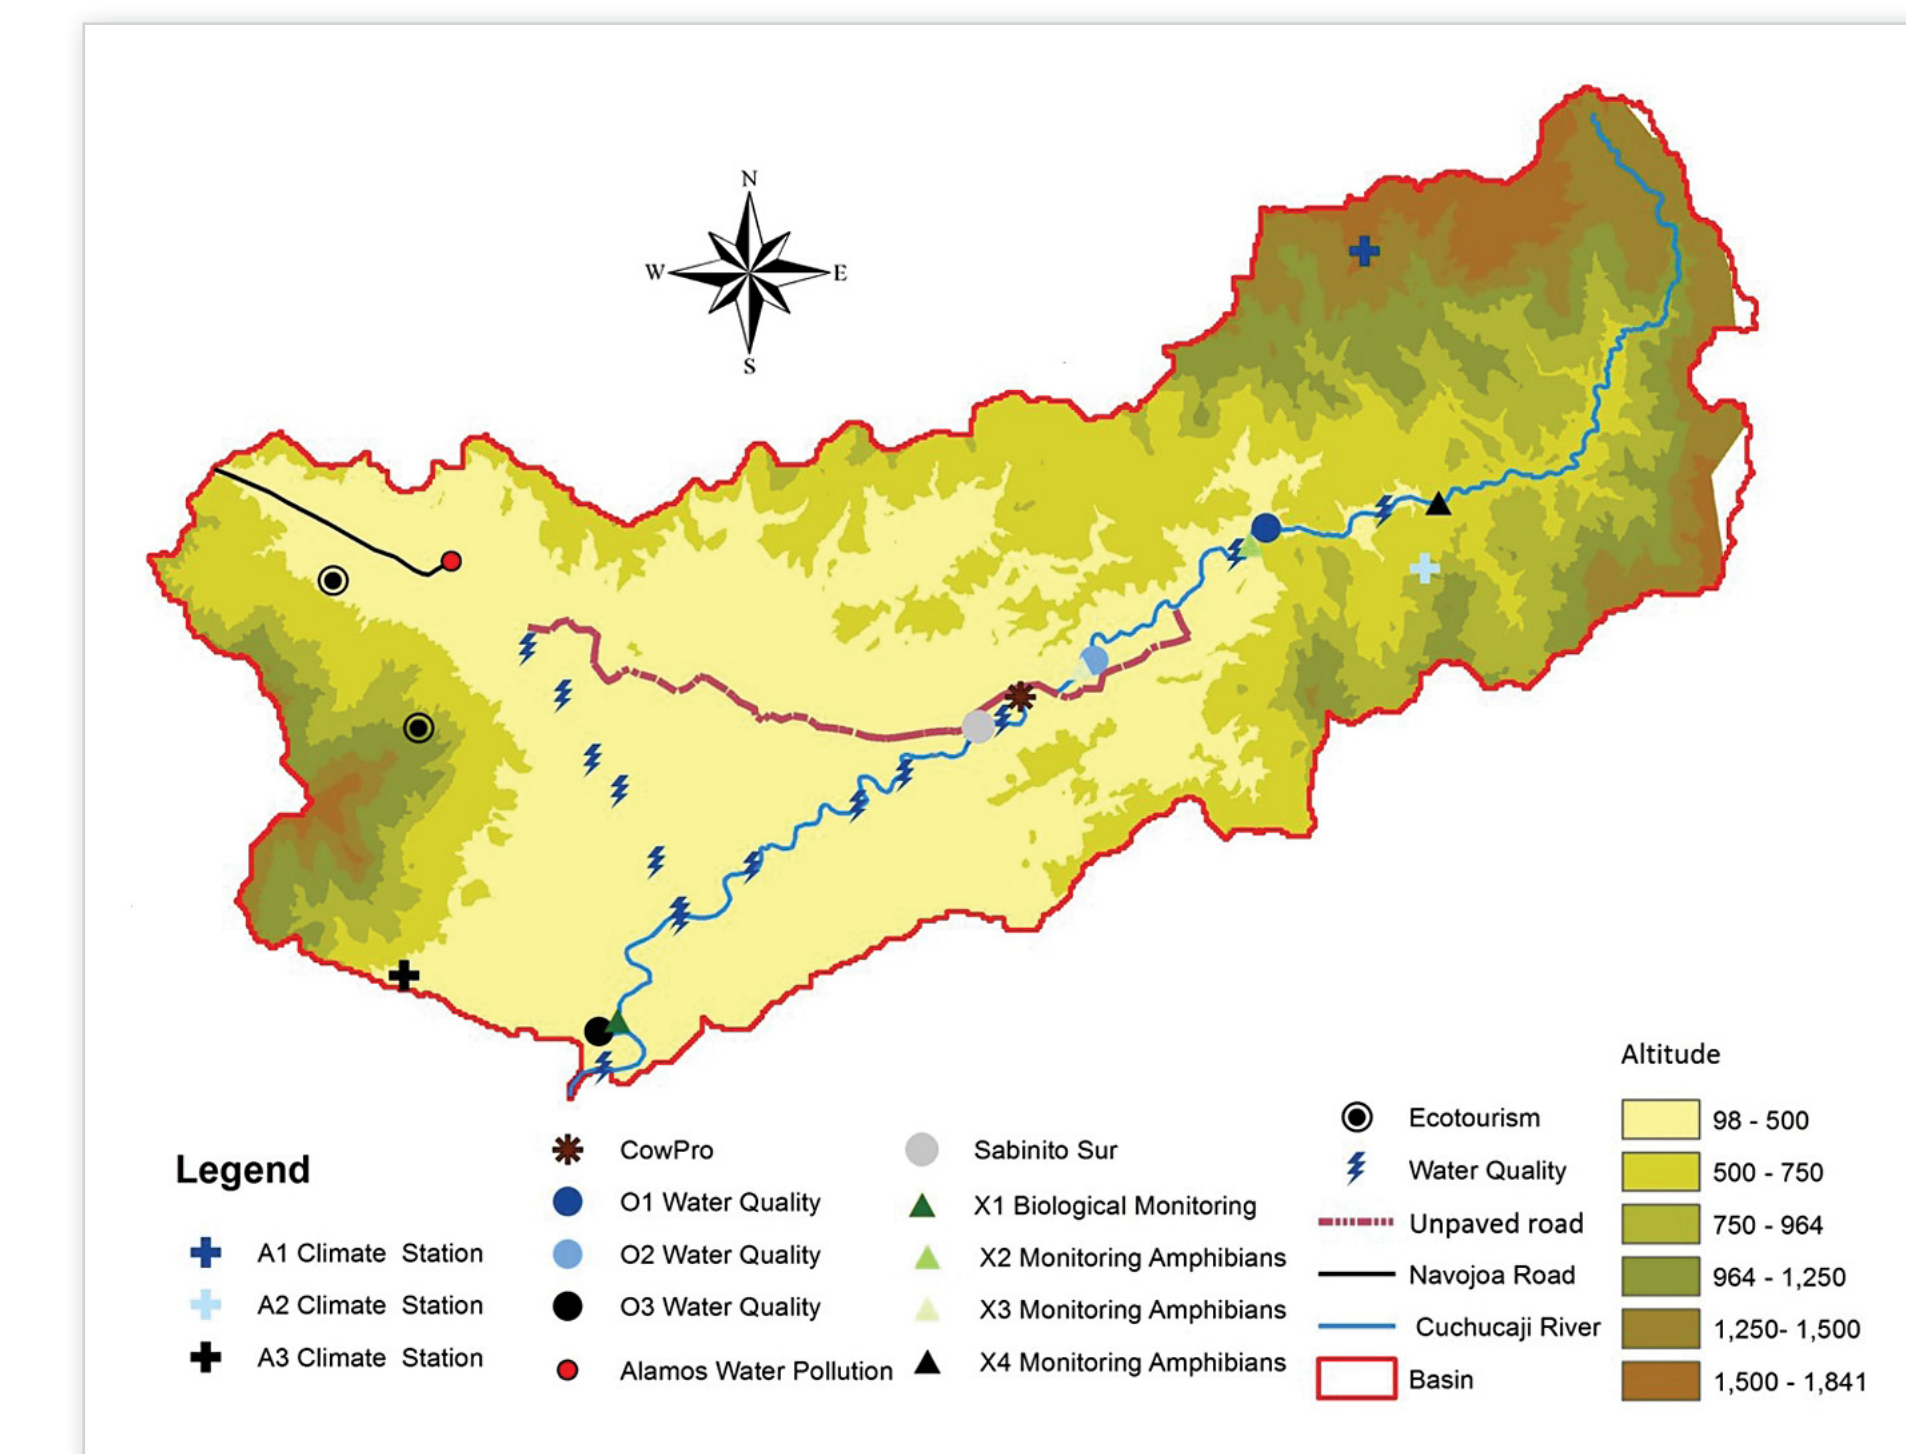 N
W E
S
Legend
A1 Climate Station
A2 Climate Station
A3 Climate Station
CowPro
O1 Water Quality
O2 Water Quality
O3 Water Quality
Alamos Water Pollution
Sabinito Sur
X1 Biological Monitoring
X2 Monitoring Amphibians
X3 Monitoring Amphibians
X4 Monitoring Amphibians
Ecotourism
Water Quality
Unpaved road
Navojoa Road
Cuchucaji River
Basin
Altitude
98 - 500
500 - 750
750 - 964
964 - 1,250
1,250- 1,500
1,500 - 1,841